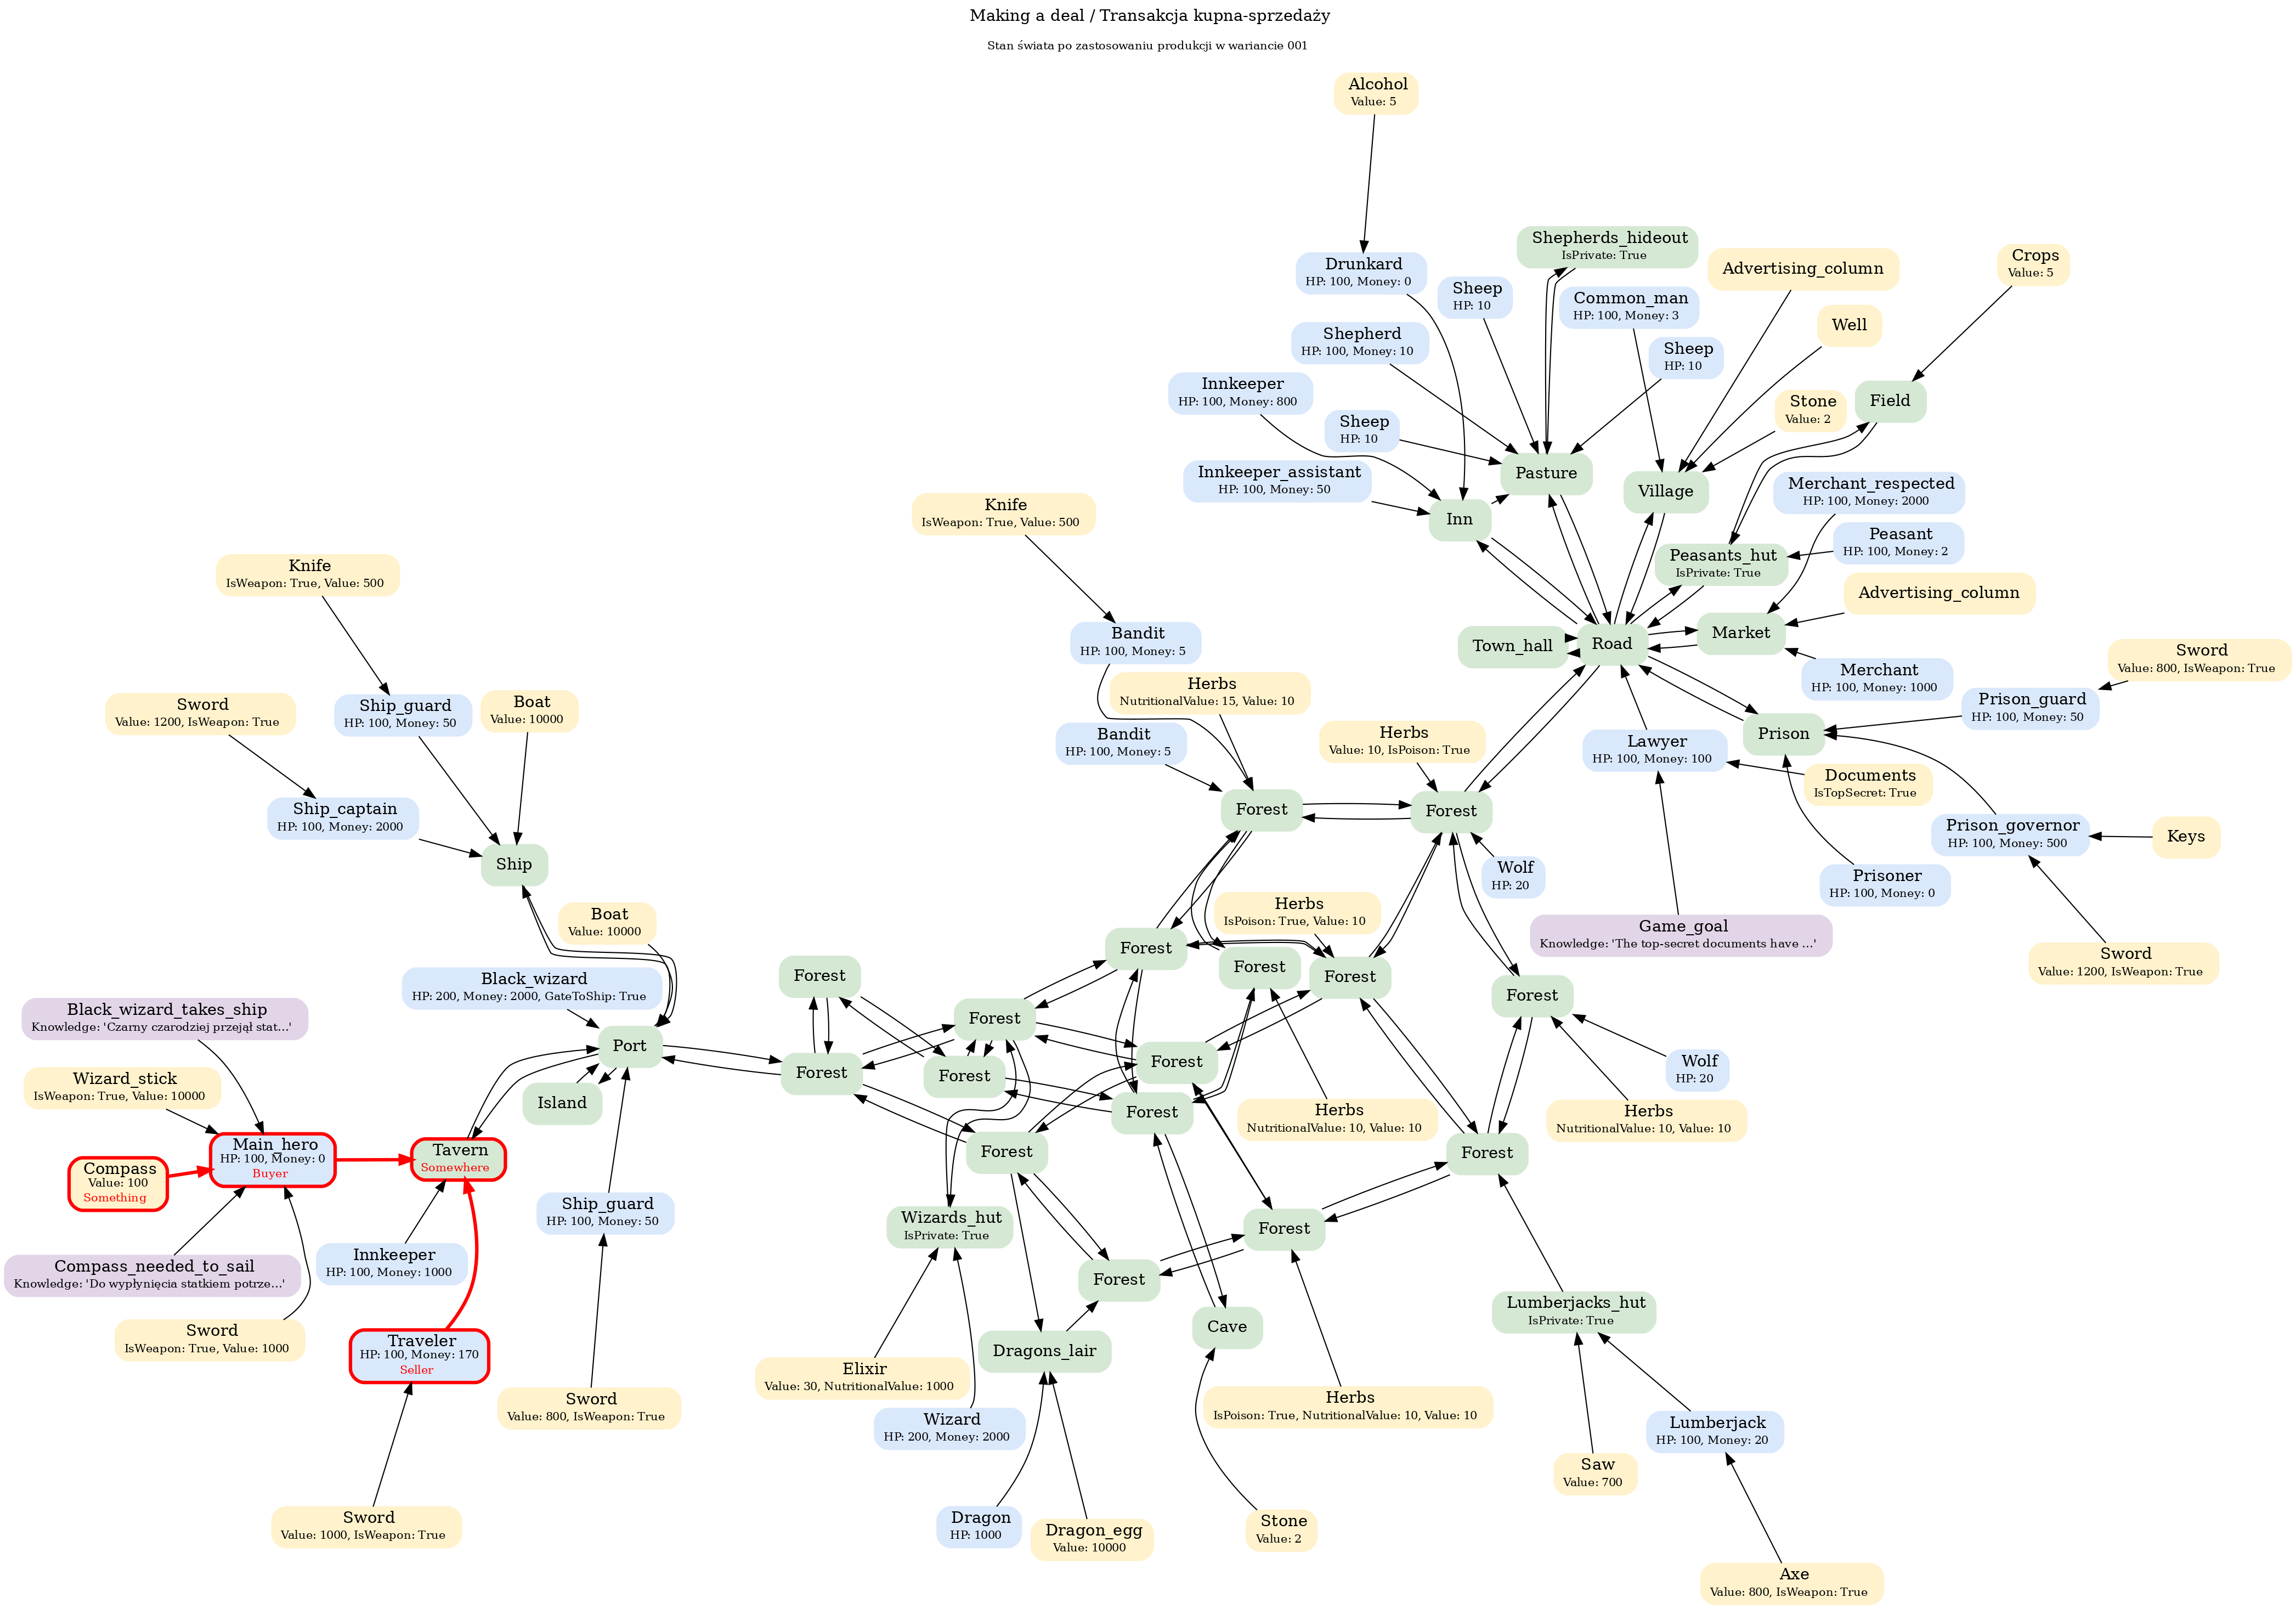 Making a deal / Transakcja kupna-sprzedaży
Stan świata po zastosowaniu produkcji w wariancie 001
Alcohol
Value: 5
Shepherds_hideout
IsPrivate: True
Drunkard
HP: 100, Money: 0
Sheep
HP: 10
Common_man
HP: 100, Money: 3
Advertising_column
Crops
Value: 5
Well
Shepherd
HP: 100, Money: 10
Sheep
HP: 10
Innkeeper
HP: 100, Money: 800
Stone
Value: 2
Field
Sheep
HP: 10
Innkeeper_assistant
HP: 100, Money: 50
Pasture
Village
Merchant_respected
HP: 100, Money: 2000
Inn
Knife
IsWeapon: True, Value: 500
Peasant
HP: 100, Money: 2
Peasants_hut
IsPrivate: True
Knife
IsWeapon: True, Value: 500
Advertising_column
Bandit
HP: 100, Money: 5
Town_hall
Road
Market
Merchant
HP: 100, Money: 1000
Sword
Value: 800, IsWeapon: True
Herbs
NutritionalValue: 15, Value: 10
Prison_guard
HP: 100, Money: 50
Sword
Value: 1200, IsWeapon: True
Ship_guard
HP: 100, Money: 50
Boat
Value: 10000
Bandit
HP: 100, Money: 5
Herbs
Value: 10, IsPoison: True
Lawyer
HP: 100, Money: 100
Prison
Documents
IsTopSecret: True
Ship_captain
HP: 100, Money: 2000
Forest
Forest
Prison_governor
HP: 100, Money: 500
Keys
Ship
Wolf
HP: 20
Prisoner
HP: 100, Money: 0
Boat
Value: 10000
Herbs
IsPoison: True, Value: 10
Game_goal
Knowledge: 'The top-secret documents have ...'
Forest
Forest
Forest
Forest
Sword
Value: 1200, IsWeapon: True
Black_wizard
HP: 200, Money: 2000, GateToShip: True
Forest
Black_wizard_takes_ship
Knowledge: 'Czarny czarodziej przejął stat...'
Forest
Port
Forest
Forest
Forest
Wolf
HP: 20
Wizard_stick
IsWeapon: True, Value: 10000
Island
Forest
Herbs
NutritionalValue: 10, Value: 10
Herbs
NutritionalValue: 10, Value: 10
Main_hero
HP: 100, Money: 0
Buyer
Tavern
Somewhere
Forest
Forest
Compass
Value: 100
Something
Ship_guard
HP: 100, Money: 50
Wizards_hut
IsPrivate: True
Forest
Compass_needed_to_sail
Knowledge: 'Do wypłynięcia statkiem potrze...'
Innkeeper
HP: 100, Money: 1000
Forest
Sword
IsWeapon: True, Value: 1000
Traveler
HP: 100, Money: 170
Seller
Cave
Lumberjacks_hut
IsPrivate: True
Dragons_lair
Elixir
Value: 30, NutritionalValue: 1000
Sword
Value: 800, IsWeapon: True
Herbs
IsPoison: True, NutritionalValue: 10, Value: 10
Wizard
HP: 200, Money: 2000
Lumberjack
HP: 100, Money: 20
Saw
Value: 700
Sword
Value: 1000, IsWeapon: True
Dragon
HP: 1000
Dragon_egg
Value: 10000
Stone
Value: 2
Axe
Value: 800, IsWeapon: True